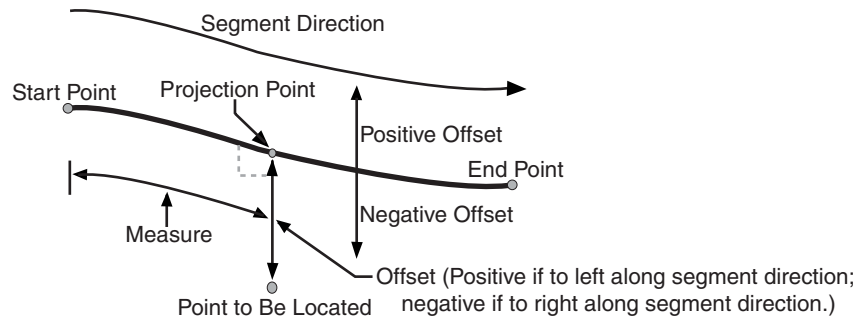 Segment Direction
Start Point
Projection Point
Positive Offset
End Point
Negative Offset
Measure
Offset (Positive if to left along segment direction;
negative if to right along segment direction.)
Point to Be Located